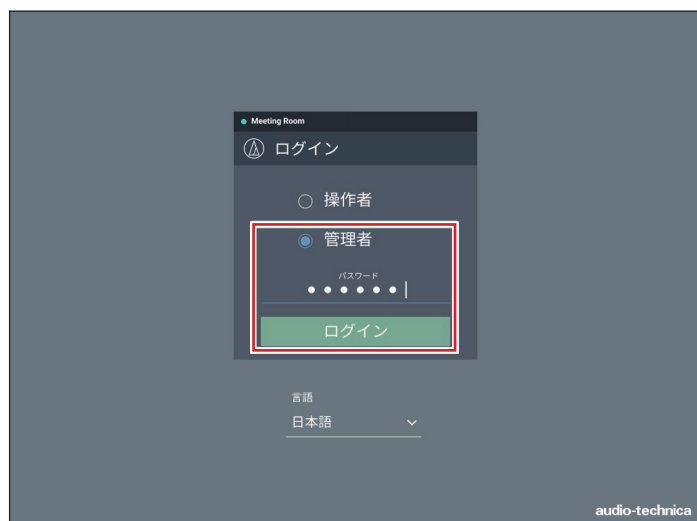 Meeting Room
ログイン
操作者
管理者
パスワード
ログイン
言語
日本語
audio-technica